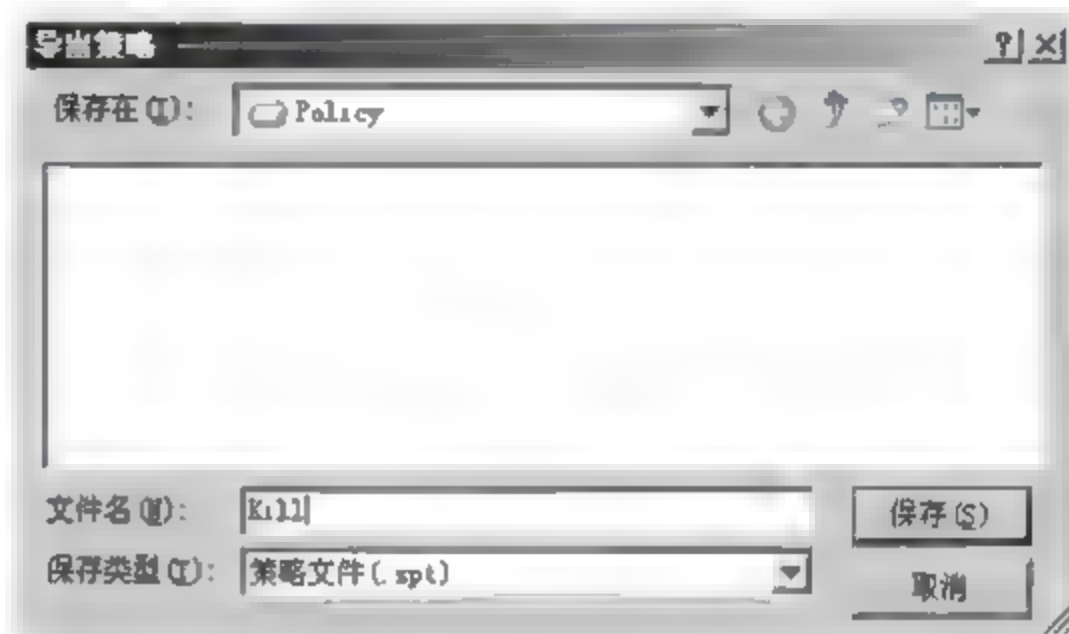 导出策略
保存在(I): Policy
文件名(N): Kill
保存(S)
保存类型(T): 策略文件(.spt)
取消